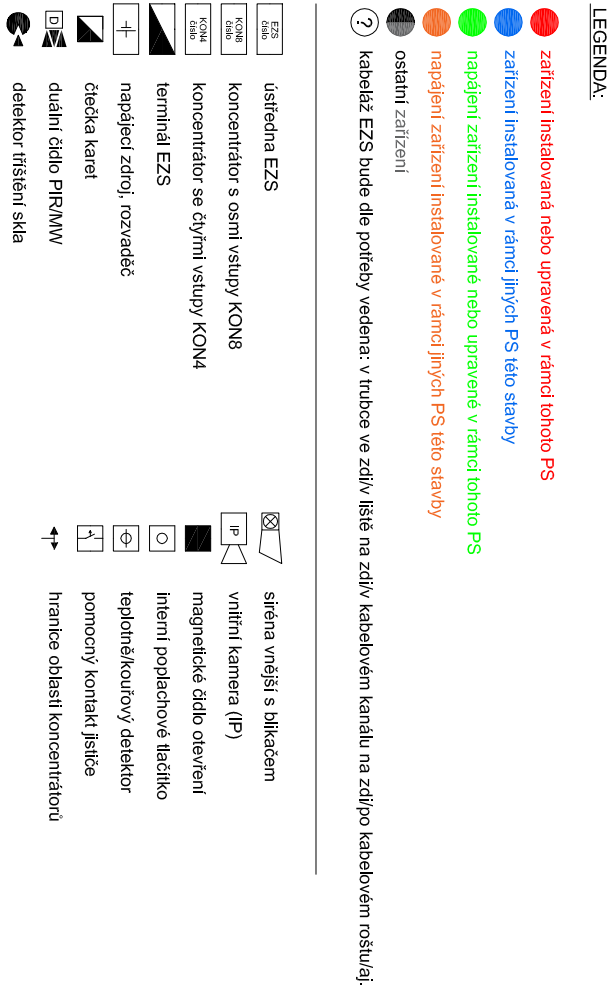 LEGENDA:
zařízení instalovaná nebo upravená v rámci tohoto PS
zařízení instalovaná v rámci jiných PS této stavby
napájení zařízení instalované nebo upravené v rámci tohoto PS
napájení zařízení instalované v rámci jiných PS této stavby
ostatní zařízení
? kabeláž EZS bude dle potřeby vedena: v trubce ve zdi/v liště na zdi/v kabelovém kanálu na zdi/po kabelovém roštu/aj.
EZS
číslo
ústředna EZS
KON8
číslo
koncentrátor s osmi vstupy KON8
KON4
číslo
koncentrátor se čtyřmi vstupy KON4
terminál EZS
napájecí zdroj, rozvaděč
čtečka karet
D duální čidlo PIR/MW
detektor tříštění skla
siréna vnější s blikačem
IP vnitřní kamera (IP)
magnetické čidlo otevření
interní poplachové tlačítko
teplotně/kouřový detektor
pomocný kontakt jističe
hranice oblasti koncentrátorů